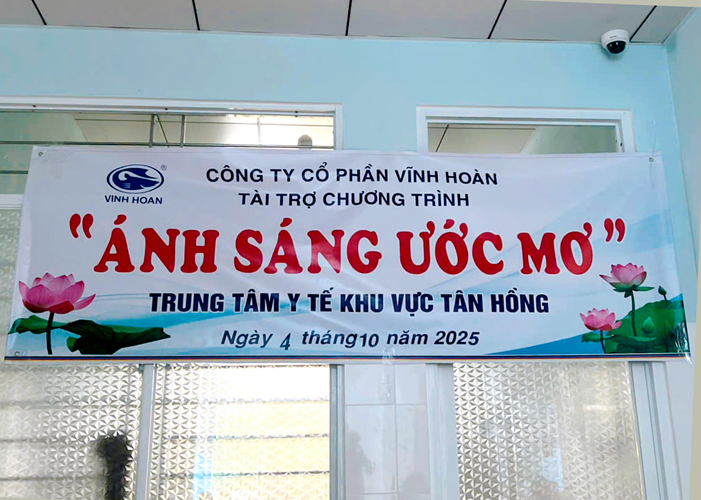 VINH HOAN
®
CÔNG TY CỔ PHẦN VĨNH HOÀN
TÀI TRỢ CHƯƠNG TRÌNH
“ÁNH SÁNG ƯỚC MƠ”
TRUNG TÂM Y TẾ KHU VỰC TÂN HỒNG
Ngày 4 tháng10 năm 2025